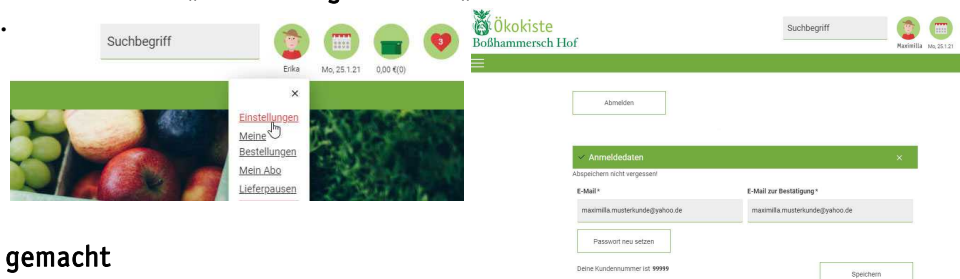 Suchbegriff
3
Erika
Mo, 25.1.21
0,00 €(0)
×
Einstellungen
Meine
Bestellungen
Mein Abo
Lieferpausen
gemacht
Ökokiste
Boßhammersch Hof
Suchbegriff
Maximilla
Mo, 25.1.21
Abmelden
✓ Anmeldedaten ×
Abspeichern nicht vergessen!
E-Mail* E-Mail zur Bestätigung*
maximilla.musterkunde@yahoo.de maximilla.musterkunde@yahoo.de
Passwort neu setzen
Deine Kundennummer ist 99999
Speichern